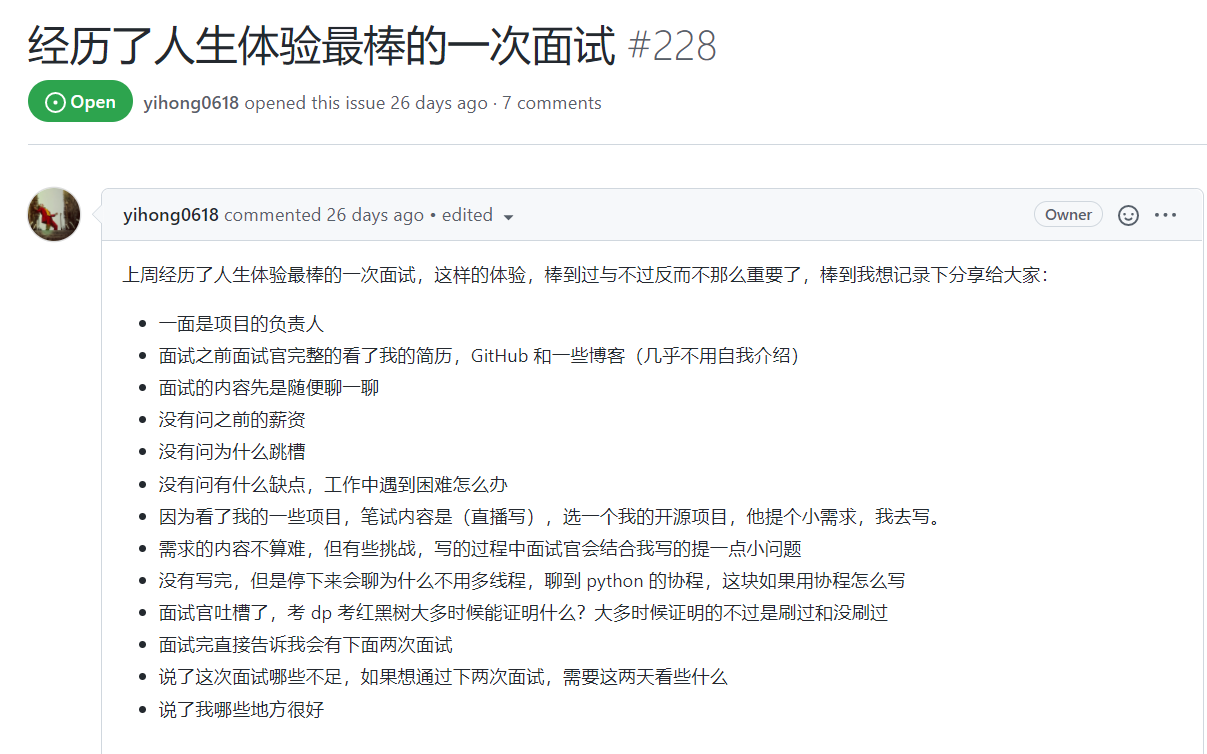 经历了人生体验最棒的一次面试 #228
Open yihong0618 opened this issue 26 days ago · 7 comments
yihong0618 commented 26 days ago • edited Owner
上周经历了人生体验最棒的一次面试，这样的体验，棒到过与不过反而不那么重要了，棒到我想记录下分享给大家：
• 一面是项目的负责人
• 面试之前面试官完整的看了我的简历，GitHub 和一些博客（几乎不用自我介绍）
• 面试的内容先是随便聊一聊
• 没有问之前的薪资
• 没有问为什么跳槽
• 没有问有什么缺点，工作中遇到困难怎么办
• 因为看了我的一些项目，笔试内容是（直播写），选一个我的开源项目，他提个小需求，我去写。
• 需求的内容不算难，但有些挑战，写的过程中面试官会结合我写的提一点小问题
• 没有写完，但是停下来会聊为什么不用多线程，聊到 python 的协程，这块如果用协程怎么写
• 面试官吐槽了，考 dp 考红黑树大多时候能证明什么？大多时候证明的不过是刷过和没刷过
• 面试完直接告诉我会有下面两次面试
• 说了这次面试哪些不足，如果想通过下两次面试，需要这两天看些什么
• 说了我哪些地方很好